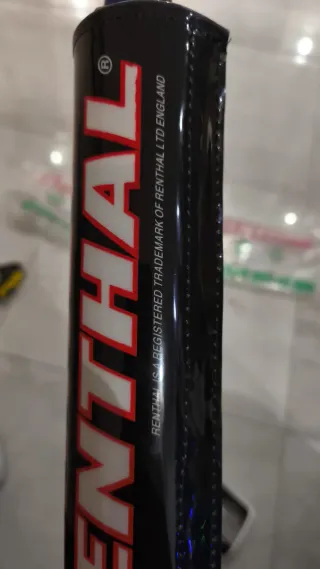 ENTHAL®
RENTHAL IS A REGISTERED TRADEMARK OF RENTHAL LTD ENGLAND